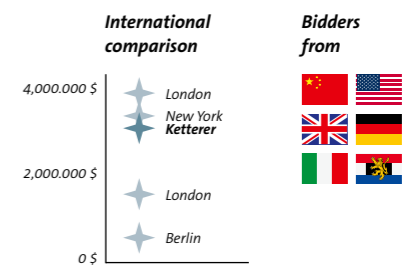 International
comparison
Bidders
from
4,000.000 $
London
New York
Ketterer
2,000.000 $
London
Berlin
0 $